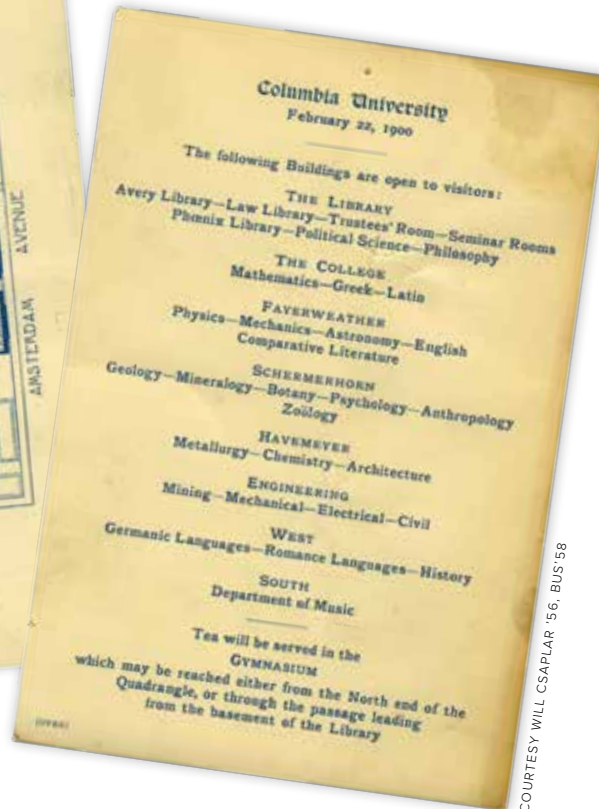 AMSTERDAM AVENUE
Columbia University
February 22, 1900
The following Buildings are open to visitors:
THE LIBRARY
Avery Library—Law Library—Trustees' Room—Seminar Rooms
Phœnix Library—Political Science—Philosophy
THE COLLEGE
Mathematics—Greek—Latin
FAYERWEATHER
Physics—Mechanics—Astronomy—English
Comparative Literature
SCHERMERHORN
Geology—Mineralogy—Botany—Psychology—Anthropology
Zoölogy
HAVEMEYER
Metallurgy—Chemistry—Architecture
ENGINEERING
Mining—Mechanical—Electrical—Civil
WEST
Germanic Languages—Romance Languages—History
SOUTH
Department of Music
Tea will be served in the
GYMNASIUM
which may be reached either from the North end of the
Quadrangle, or through the passage leading
from the basement of the Library
[OVER]
COURTESY WILL CSAPLAR '56, BUS'58